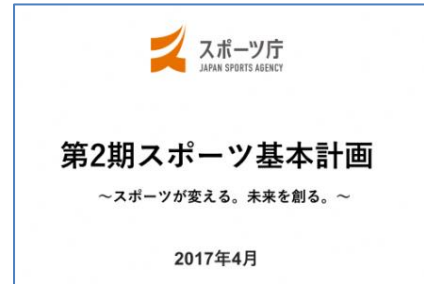 スポーツ庁
JAPAN SPORTS AGENCY
第2期スポーツ基本計画
～スポーツが変える。未来を創る。～
2017年4月